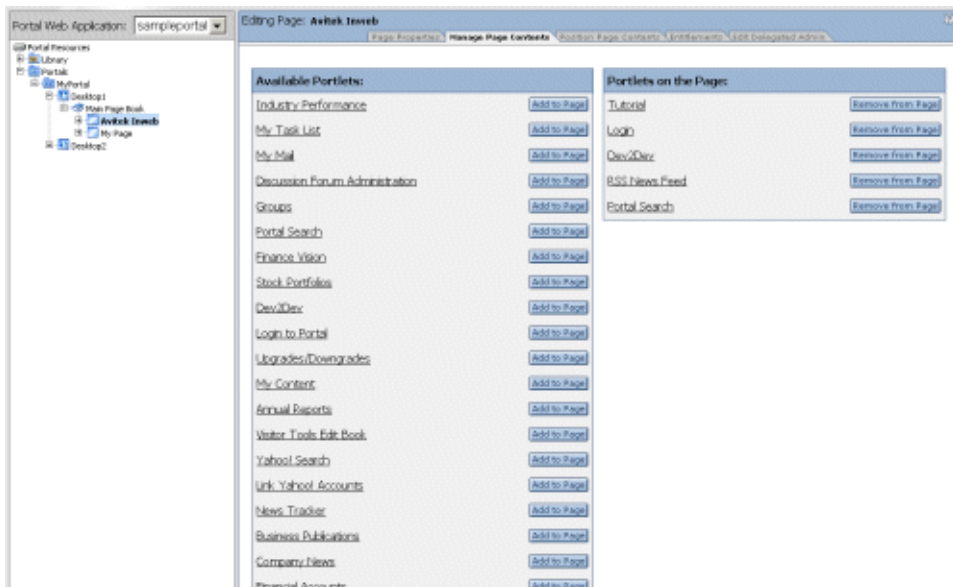 Portal Web Application: sampleportal
Portal Resources
Library
Portals
MyPortal
Desktop1
Main Page Book
Avitek Inweb
My Page
Desktop2
Editing Page: Avitek Inweb
Page Properties Manage Page Contents Position Page Contents Entitlements Edit Delegated Admin
Available Portlets:
Industry Performance Add to Page
My Task List Add to Page
My Mail Add to Page
Discussion Forum Administration Add to Page
Groups Add to Page
Portal Search Add to Page
Finance Vision Add to Page
Stock Portfolios Add to Page
Dev2Dev Add to Page
Login to Portal Add to Page
Upgrades/Downgrades Add to Page
My Content Add to Page
Annual Reports Add to Page
Visitor Tools Edit Book Add to Page
Yahoo! Search Add to Page
Link Yahoo! Accounts Add to Page
News Tracker Add to Page
Business Publications Add to Page
Company News Add to Page
Financial Accounts Add to Page
Portlets on the Page:
Tutorial Remove from Page
Login Remove from Page
Dev2Dev Remove from Page
RSS News Feed Remove from Page
Portal Search Remove from Page